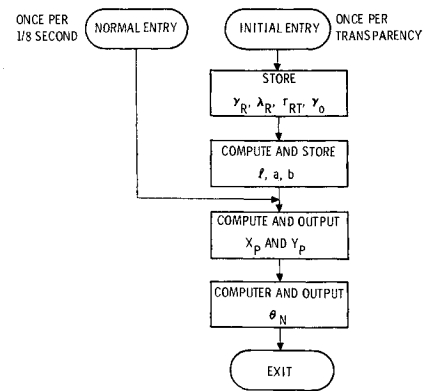 ONCE PER
1/8 SECOND
NORMAL ENTRY
INITIAL ENTRY
ONCE PER
TRANSPARENCY
STORE
γR, λR, rRT, γo
COMPUTE AND STORE
ℓ, a, b
COMPUTE AND OUTPUT
XP AND YP
COMPUTER AND OUTPUT
θN
EXIT